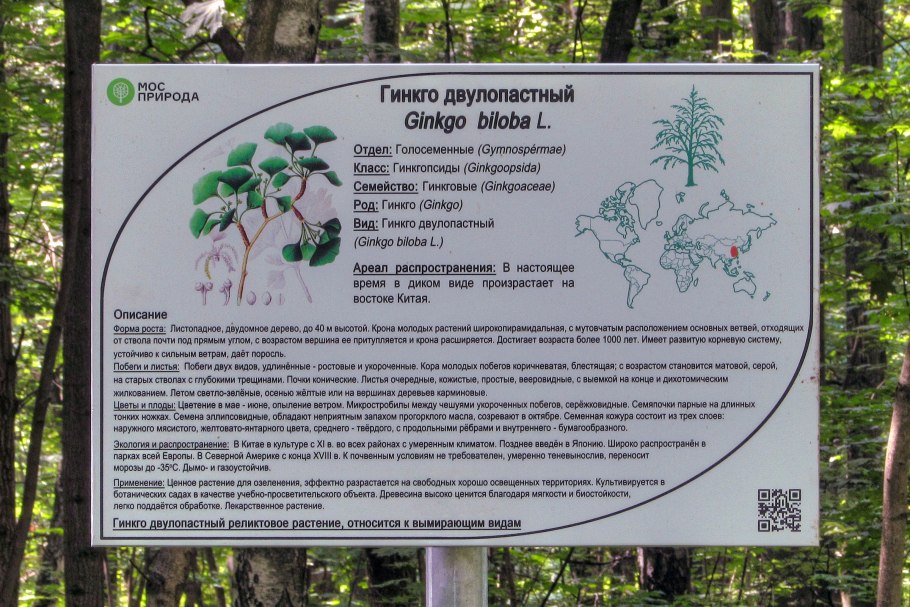 МОС
ПРИРОДА
Гинкго двулопастный
Ginkgo biloba L.
Отдел: Голосеменные (Gymnospérmae)
Класс: Гинкгопсиды (Ginkgoopsida)
Семейство: Гинкговые (Ginkgoaceae)
Род: Гинкго (Ginkgo)
Вид: Гинкго двулопастный
(Ginkgo biloba L.)
Ареал распространения: В настоящее
время в диком виде произрастает на
востоке Китая.
Описание
Форма роста: Листопадное, двудомное дерево, до 40 м высотой. Крона молодых растений широкопирамидальная, с мутовчатым расположением основных ветвей, отходящих
от ствола почти под прямым углом, с возрастом вершина ее притупляется и крона расширяется. Достигает возраста более 1000 лет. Имеет развитую корневую систему,
устойчиво к сильным ветрам, даёт поросль.
Побеги и листья: Побеги двух видов, удлинённые - ростовые и укороченные. Кора молодых побегов коричневатая, блестящая; с возрастом становится матовой, серой,
на старых стволах с глубокими трещинами. Почки конические. Листья очередные, кожистые, простые, вееровидные, с выемкой на конце и дихотомическим
жилкованием. Летом светло-зелёные, осенью жёлтые или на вершинах деревьев карминовые.
Цветы и плоды: Цветение в мае - июне, опыление ветром. Микростробилы между чешуями укороченных побегов, серёжковидные. Семяпочки парные на длинных
тонких ножках. Семена эллипсовидные, обладают неприятным запахом прогорклого масла, созревают в октябре. Семенная кожура состоит из трех слоев:
наружного мясистого, желтовато-янтарного цвета, среднего - твёрдого, с продольными рёбрами и внутреннего - бумагообразного.
Экология и распространение: В Китае в культуре с XI в. во всех районах с умеренным климатом. Позднее введён в Японию. Широко распространён в
парках всей Европы. В Северной Америке с конца XVIII в. К почвенным условиям не требователен, умеренно теневынослив, переносит
морозы до -35ºС. Дымо- и газоустойчив.
Применение: Ценное растение для озеленения, эффектно разрастается на свободных хорошо освещенных территориях. Культивируется в
ботанических садах в качестве учебно-просветительского объекта. Древесина высоко ценится благодаря мягкости и биостойкости,
легко поддаётся обработке. Лекарственное растение.
Гинкго двулопастный реликтовое растение, относится к вымирающим видам